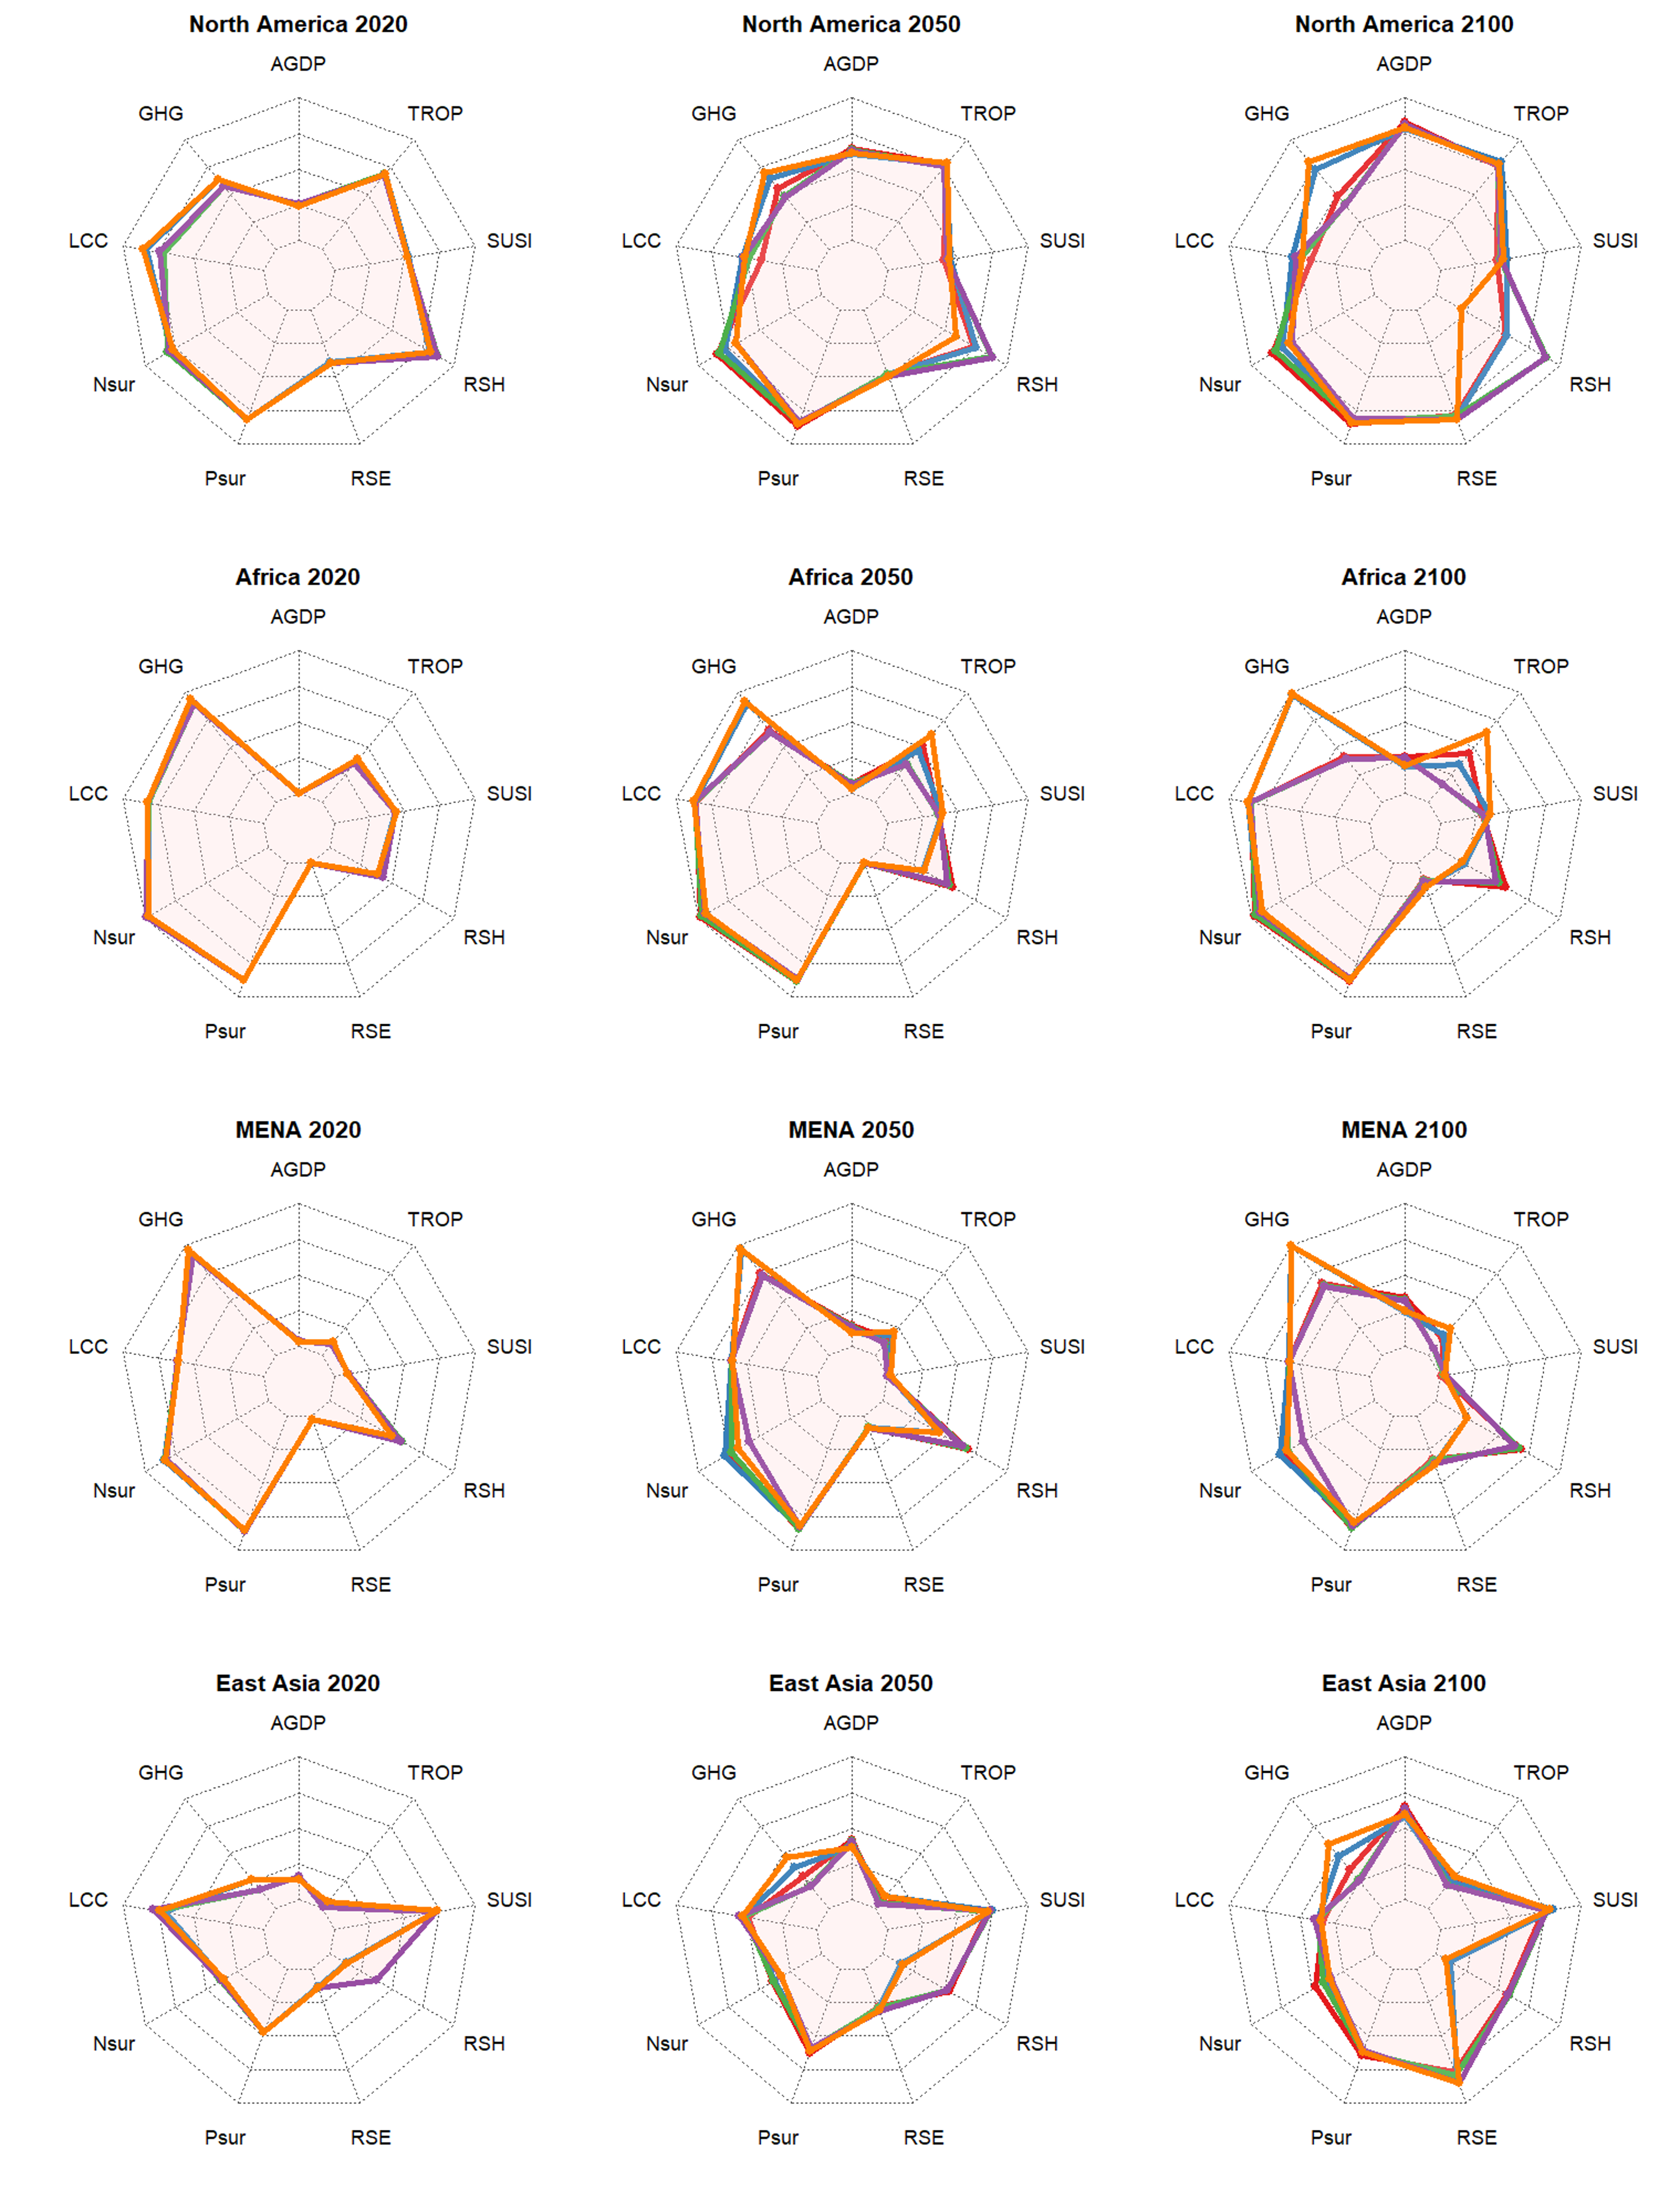 North America 2020 North America 2050 North America 2100
AGDP AGDP AGDP
GHG TROP GHG TROP GHG TROP
LCC SUSI LCC SUSI LCC SUSI
Nsur RSH Nsur RSH Nsur RSH
Psur RSE Psur RSE Psur RSE
Africa 2020 Africa 2050 Africa 2100
AGDP AGDP AGDP
GHG TROP GHG TROP GHG TROP
LCC SUSI LCC SUSI LCC SUSI
Nsur RSH Nsur RSH Nsur RSH
Psur RSE Psur RSE Psur RSE
MENA 2020 MENA 2050 MENA 2100
AGDP AGDP AGDP
GHG TROP GHG TROP GHG TROP
LCC SUSI LCC SUSI LCC SUSI
Nsur RSH Nsur RSH Nsur RSH
Psur RSE Psur RSE Psur RSE
East Asia 2020 East Asia 2050 East Asia 2100
AGDP AGDP AGDP
GHG TROP GHG TROP GHG TROP
LCC SUSI LCC SUSI LCC SUSI
Nsur RSH Nsur RSH Nsur RSH
Psur RSE Psur RSE Psur RSE